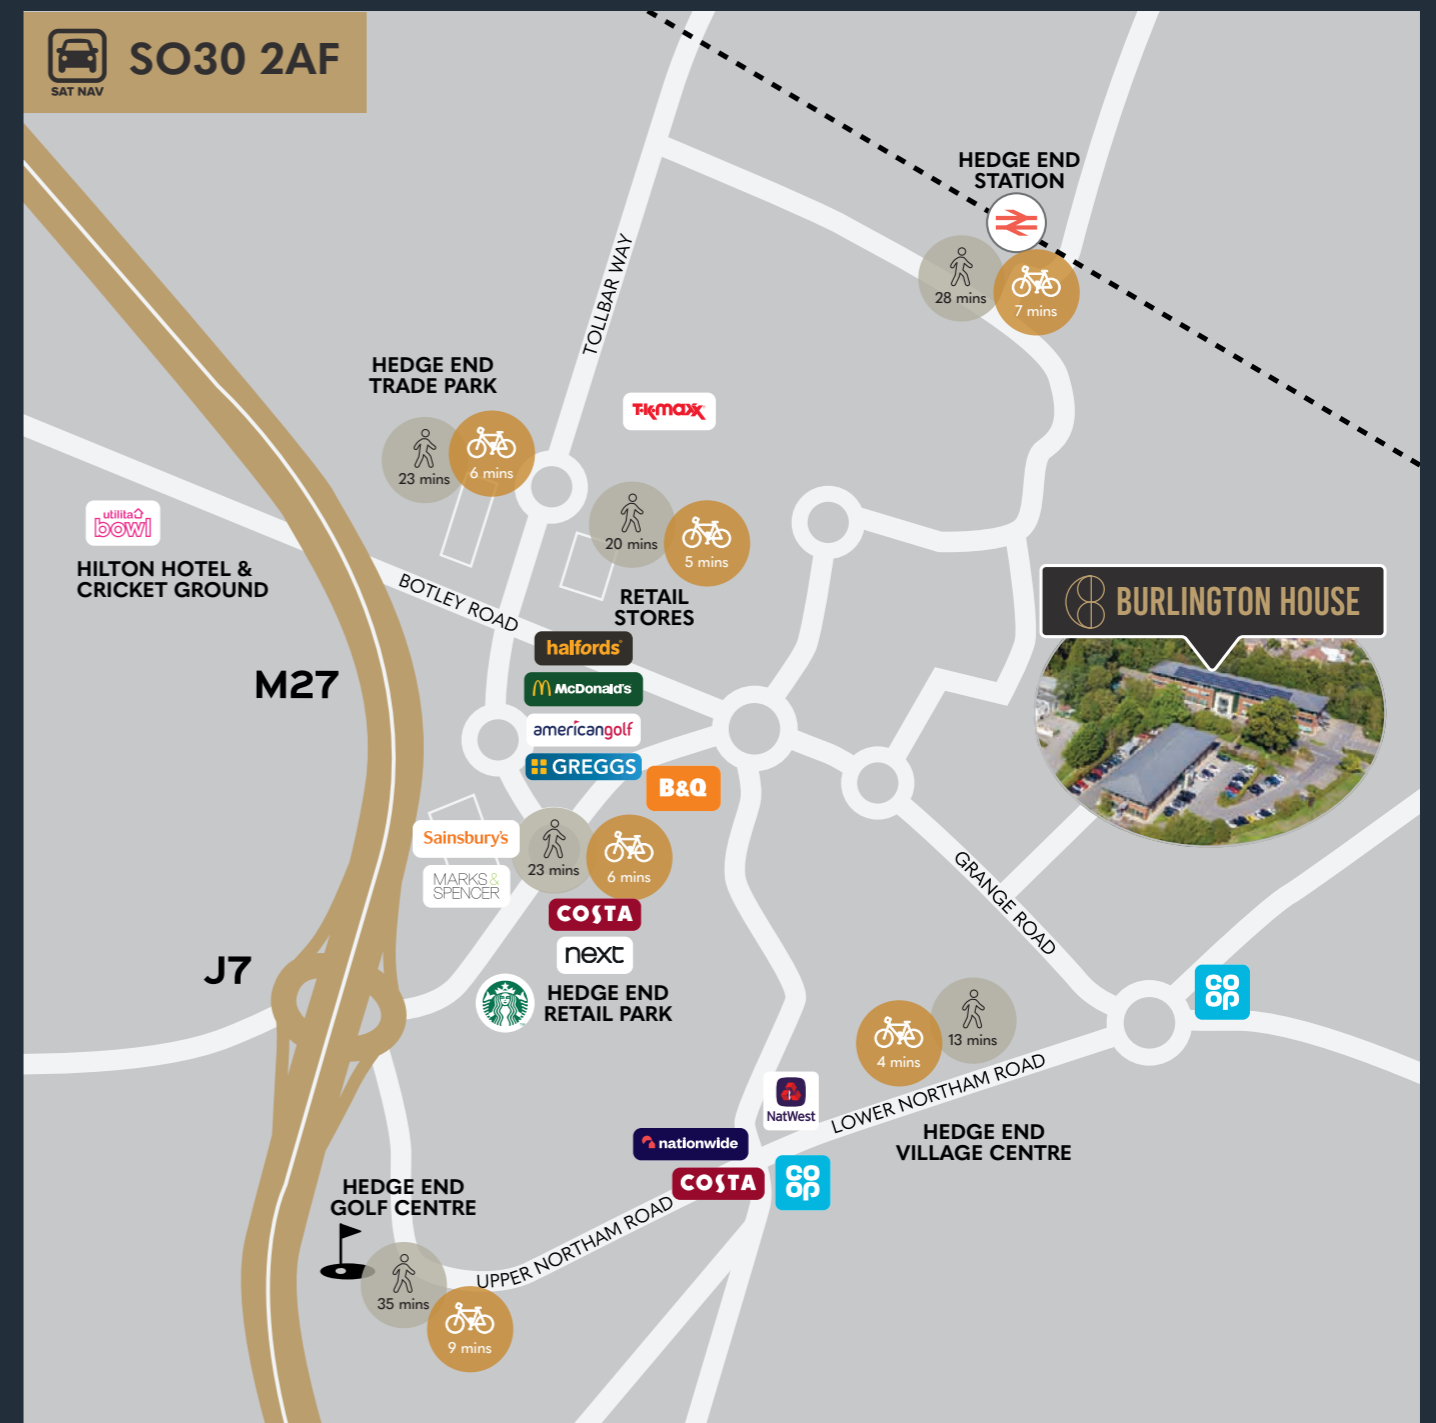 SAT NAV
SO30 2AF
HEDGE END
STATION
28 mins
7 mins
TOLLBAR WAY
HEDGE END
TRADE PARK
23 mins
6 mins
T·K·maxx
20 mins
5 mins
RETAIL
STORES
utilita
bowl
HILTON HOTEL &
CRICKET GROUND
BOTLEY ROAD
BURLINGTON HOUSE
halfords
McDonald's
americangolf
GREGGS
B&Q
M27
Sainsbury's
MARKS&
SPENCER
23 mins
6 mins
COSTA
next
HEDGE END
RETAIL PARK
J7
GRANGE ROAD
CO
OP
4 mins
13 mins
LOWER NORTHAM ROAD
HEDGE END
VILLAGE CENTRE
NatWest
nationwide
COSTA
CO
OP
UPPER NORTHAM ROAD
HEDGE END
GOLF CENTRE
35 mins
9 mins